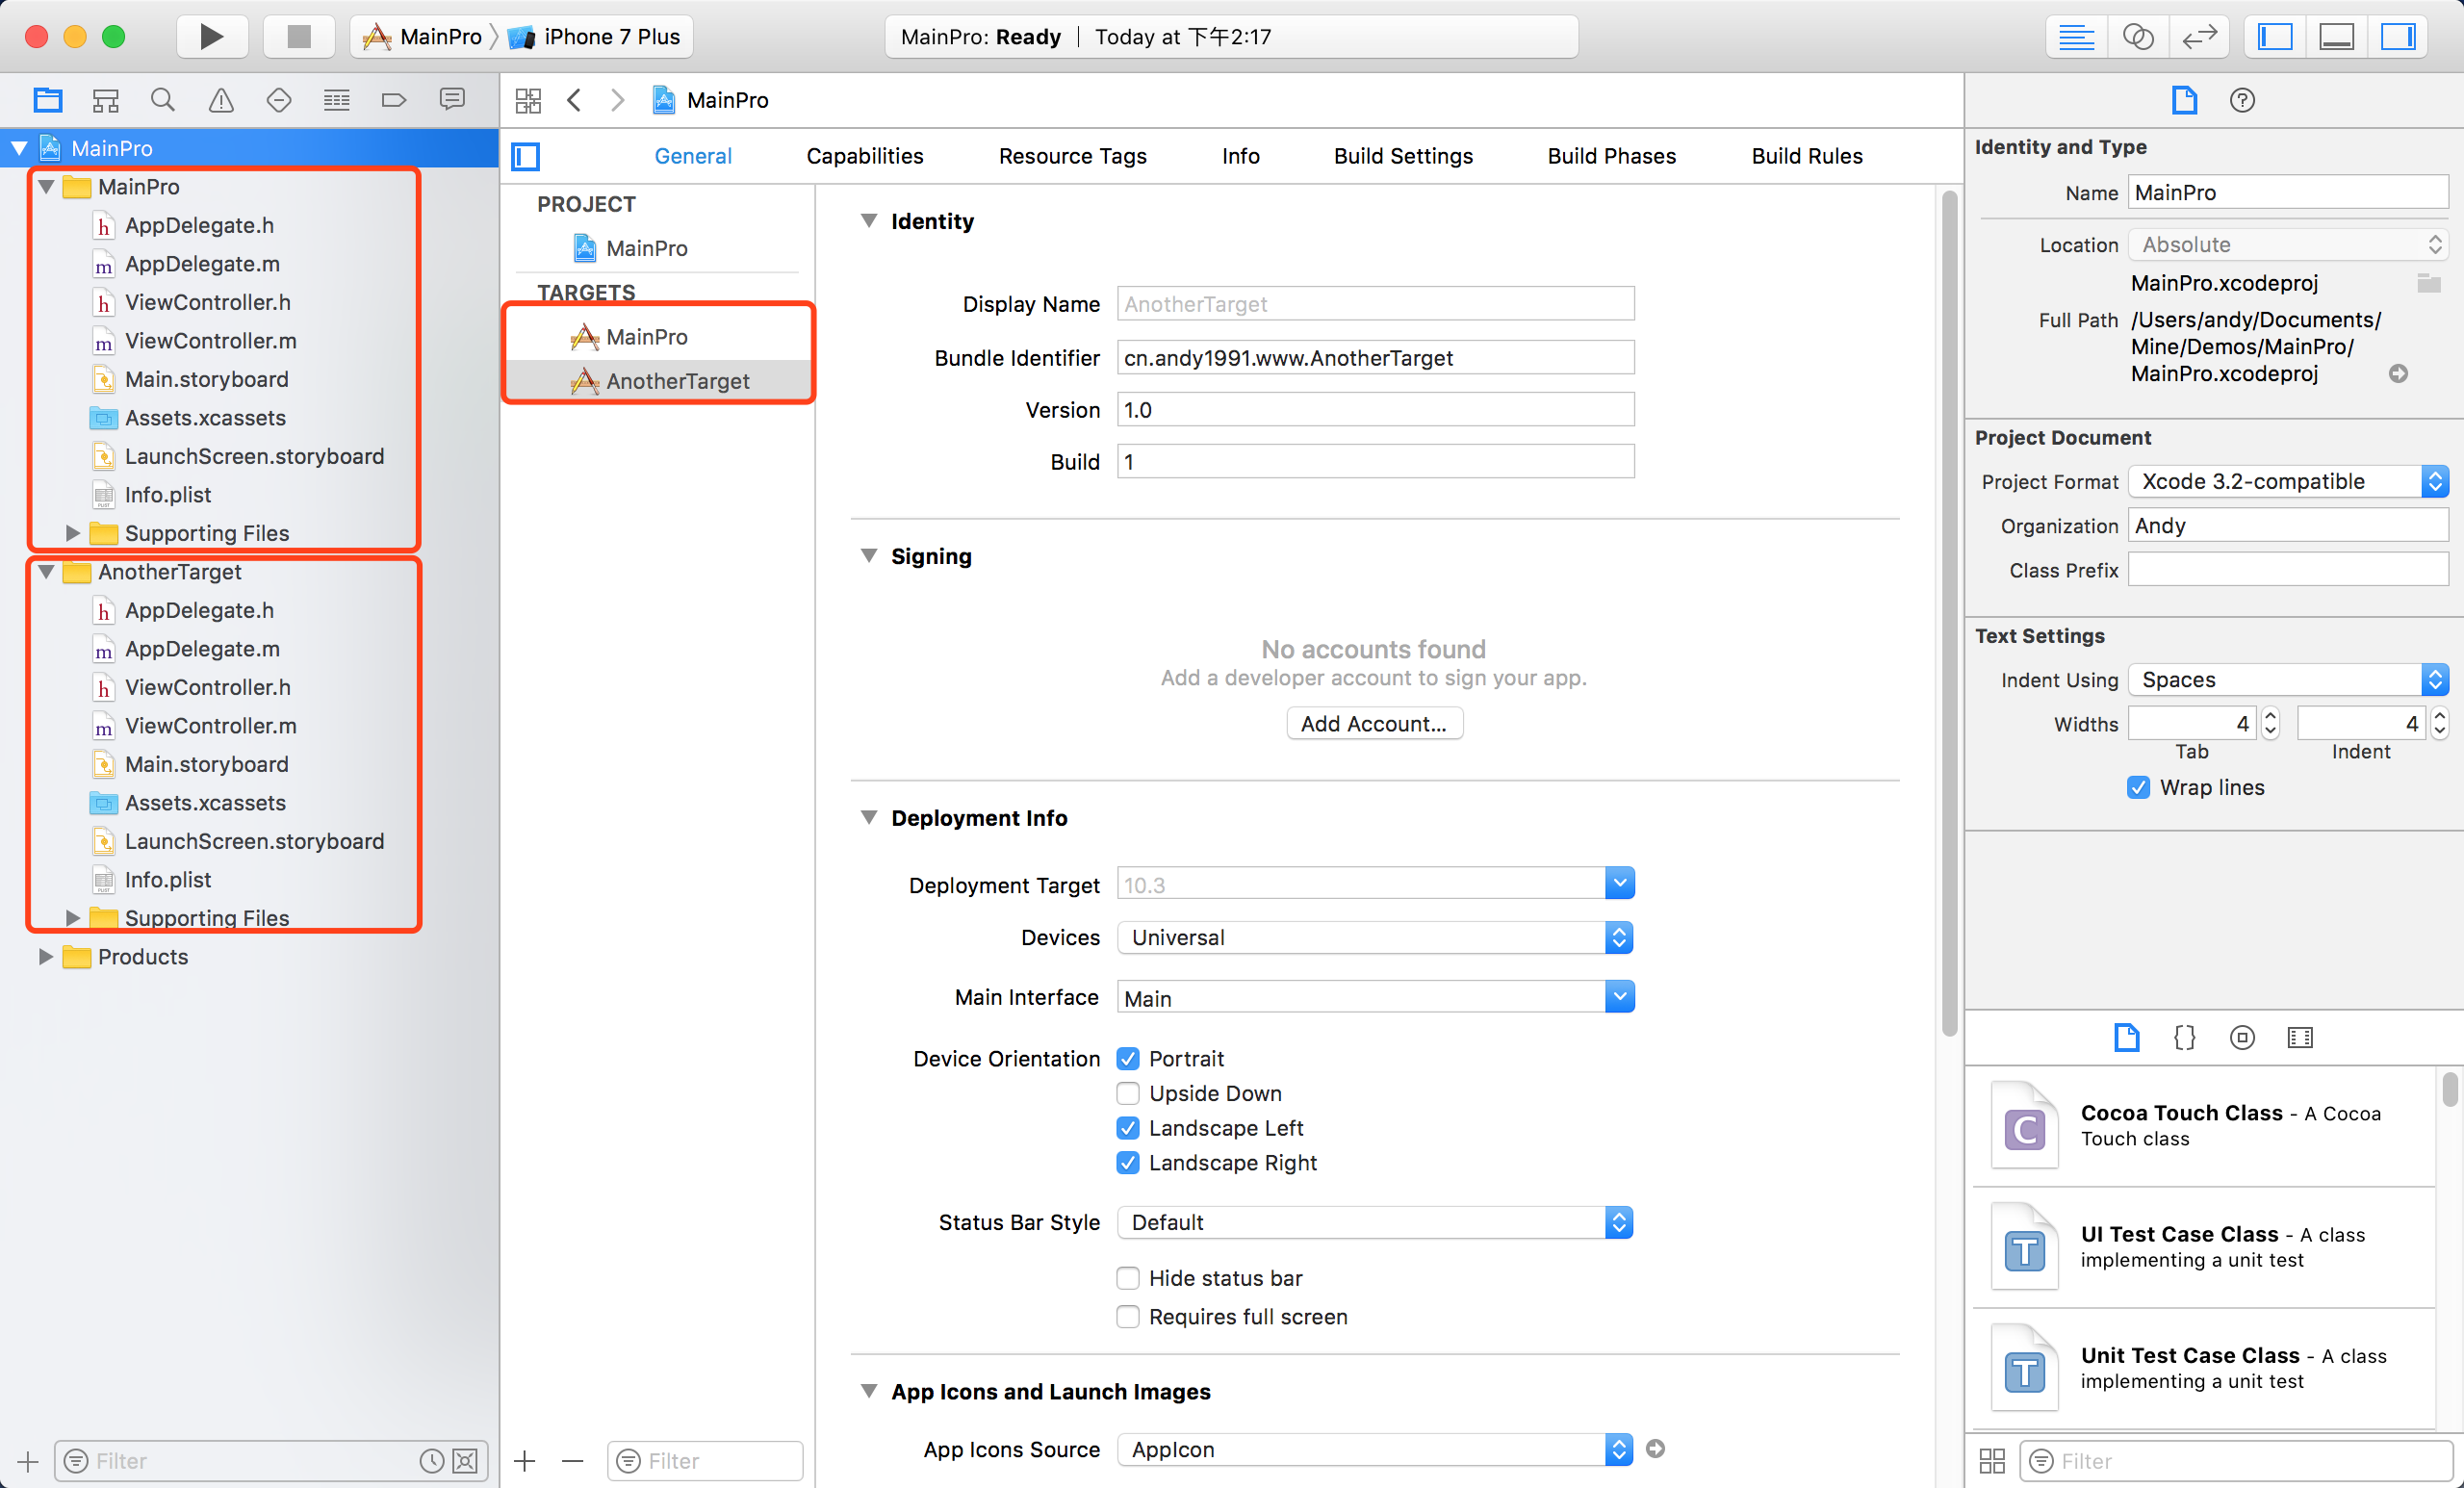 MainPro
iPhone 7 Plus
MainPro: Ready
Today at 下午2:17
MainPro
MainPro
MainPro
AppDelegate.h
AppDelegate.m
ViewController.h
ViewController.m
Main.storyboard
Assets.xcassets
LaunchScreen.storyboard
Info.plist
Supporting Files
AnotherTarget
AppDelegate.h
AppDelegate.m
ViewController.h
ViewController.m
Main.storyboard
Assets.xcassets
LaunchScreen.storyboard
Info.plist
Supporting Files
Products
Filter
General
Capabilities
Resource Tags
Info
Build Settings
Build Phases
Build Rules
PROJECT
MainPro
TARGETS
MainPro
AnotherTarget
Filter
Identity
Display Name AnotherTarget
Bundle Identifier cn.andy1991.www.AnotherTarget
Version 1.0
Build 1
Signing
No accounts found
Add a developer account to sign your app.
Add Account...
Deployment Info
Deployment Target 10.3
Devices Universal
Main Interface Main
Device Orientation Portrait
Upside Down
Landscape Left
Landscape Right
Status Bar Style Default
Hide status bar
Requires full screen
App Icons and Launch Images
App Icons Source AppIcon
Identity and Type
Name MainPro
Location Absolute
MainPro.xcodeproj
Full Path /Users/andy/Documents/
Mine/Demos/MainPro/
MainPro.xcodeproj
Project Document
Project Format Xcode 3.2-compatible
Organization Andy
Class Prefix
Text Settings
Indent Using Spaces
Widths 4 4
Tab Indent
Wrap lines
Cocoa Touch Class - A Cocoa
Touch class
UI Test Case Class - A class
implementing a unit test
Unit Test Case Class - A class
implementing a unit test
Filter